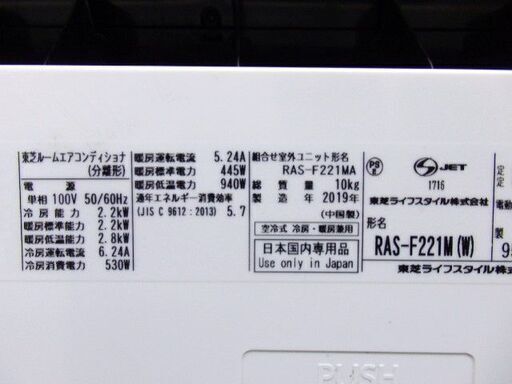 東芝ルームエアコンディショナ
(分離形)
電 源
単相 100V 50/60Hz
冷 房 能 力 2.2kW
暖房標準能力 2.2kW
暖房低温能力 2.8kW
冷房運転電流 6.24A
冷房消費電力 530W
暖房運転電流 5.24A
暖房標準電力 445W
暖房低温電力 940W
通年エネルギー消費効率
(JIS C 9612:2013) 5.7
組合せ室外ユニット形名
RAS-F221MA
総 質 量 10kg
製 造 年 2019年
(中国製)
空冷式 冷房・暖房兼用
日本国内専用品
Use only in Japan
PS
E
JET
1716
東芝ライフスタイル株式会社
形名
RAS-F221M(W)
東芝ライフスタイル株
電動
製
PUSH